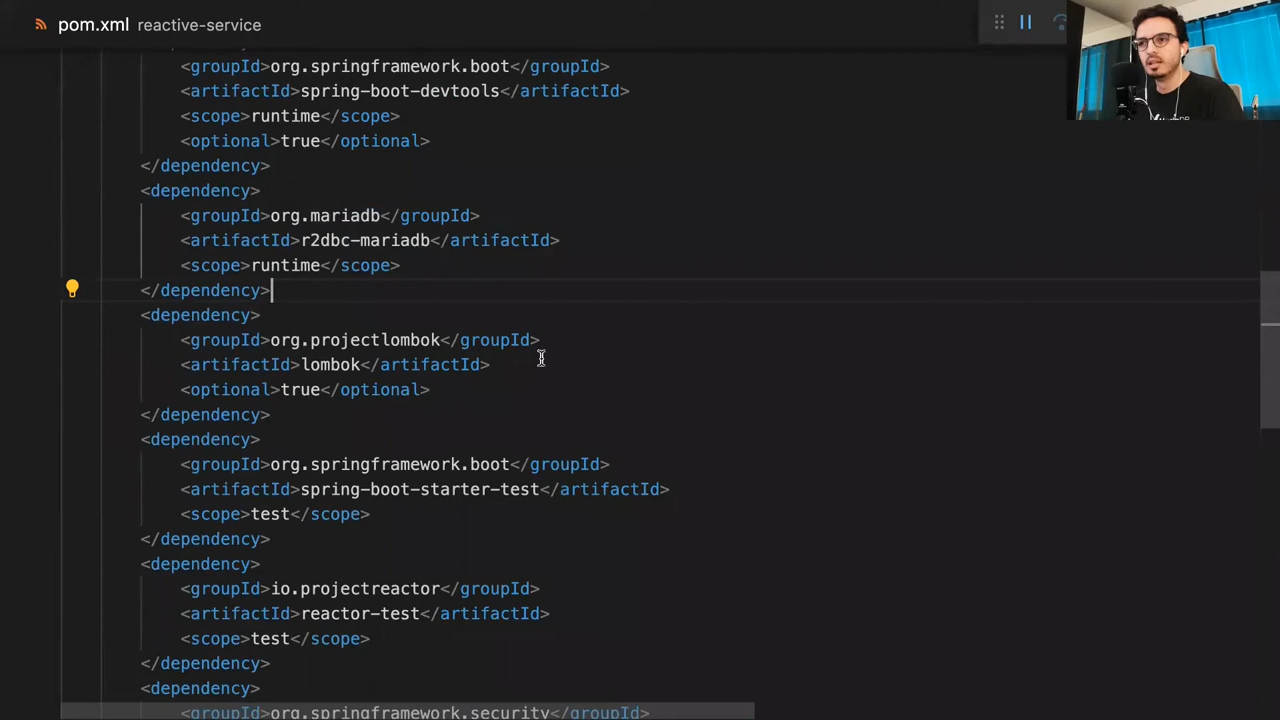 pom.xml reactive-service
<groupId>org.springframework.boot</groupId>
<artifactId>spring-boot-devtools</artifactId>
<scope>runtime</scope>
<optional>true</optional>
</dependency>
<dependency>
<groupId>org.mariadb</groupId>
<artifactId>r2dbc-mariadb</artifactId>
<scope>runtime</scope>
</dependency>
<dependency>
<groupId>org.projectlombok</groupId>
<artifactId>lombok</artifactId>
<optional>true</optional>
</dependency>
<dependency>
<groupId>org.springframework.boot</groupId>
<artifactId>spring-boot-starter-test</artifactId>
<scope>test</scope>
</dependency>
<dependency>
<groupId>io.projectreactor</groupId>
<artifactId>reactor-test</artifactId>
<scope>test</scope>
</dependency>
<dependency>
<groupId>org.springframework.security</groupId>